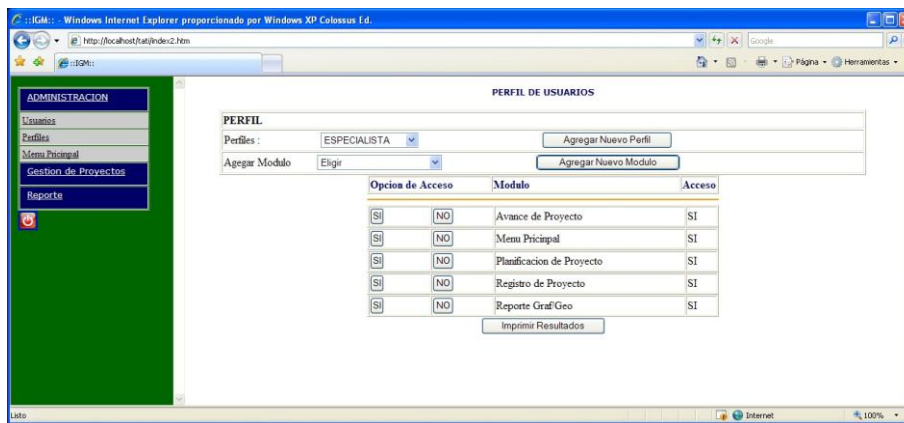 ::IGM:: - Windows Internet Explorer proporcionado por Windows XP Colossus Ed.
http://localhost/tati/index2.htm
Google
::IGM::
Página
Herramientas
ADMINISTRACION
Usuarios
Perfiles
Menu Pricinpal
Gestion de Proyectos
Reporte
PERFIL DE USUARIOS
PERFIL
Perfiles : ESPECIALISTA Agregar Nuevo Perfil
Agegar Modulo Eligir Agregar Nuevo Modulo
Opcion de Acceso Modulo Acceso
SI NO Avance de Proyecto SI
SI NO Menu Pricinpal SI
SI NO Planificacion de Proyecto SI
SI NO Registro de Proyecto SI
SI NO Reporte Graf/Geo SI
Imprimir Resultados
Listo Internet 100%